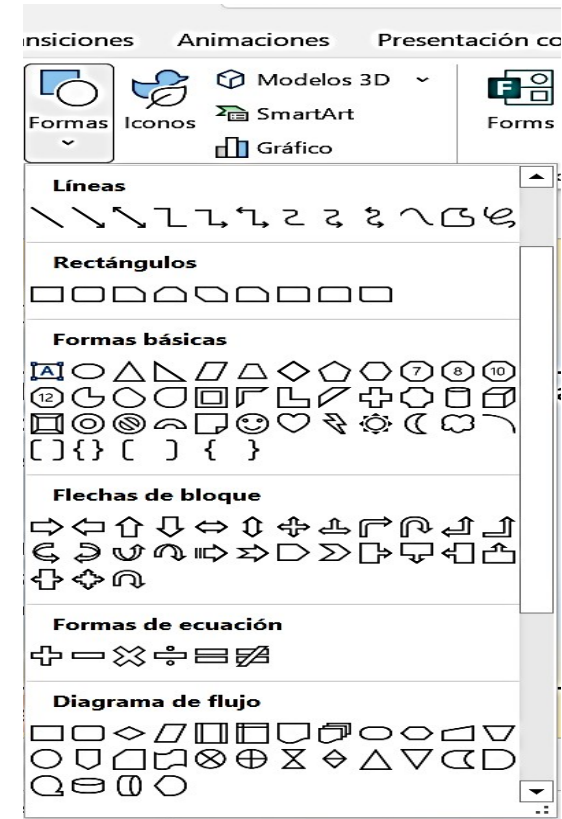 nsiciones Animaciones Presentación co
Modelos 3D
Formas Iconos SmartArt Forms
Gráfico
Líneas
Rectángulos
Formas básicas
A 7 8 10
12
Flechas de bloque
Formas de ecuación
Diagrama de flujo